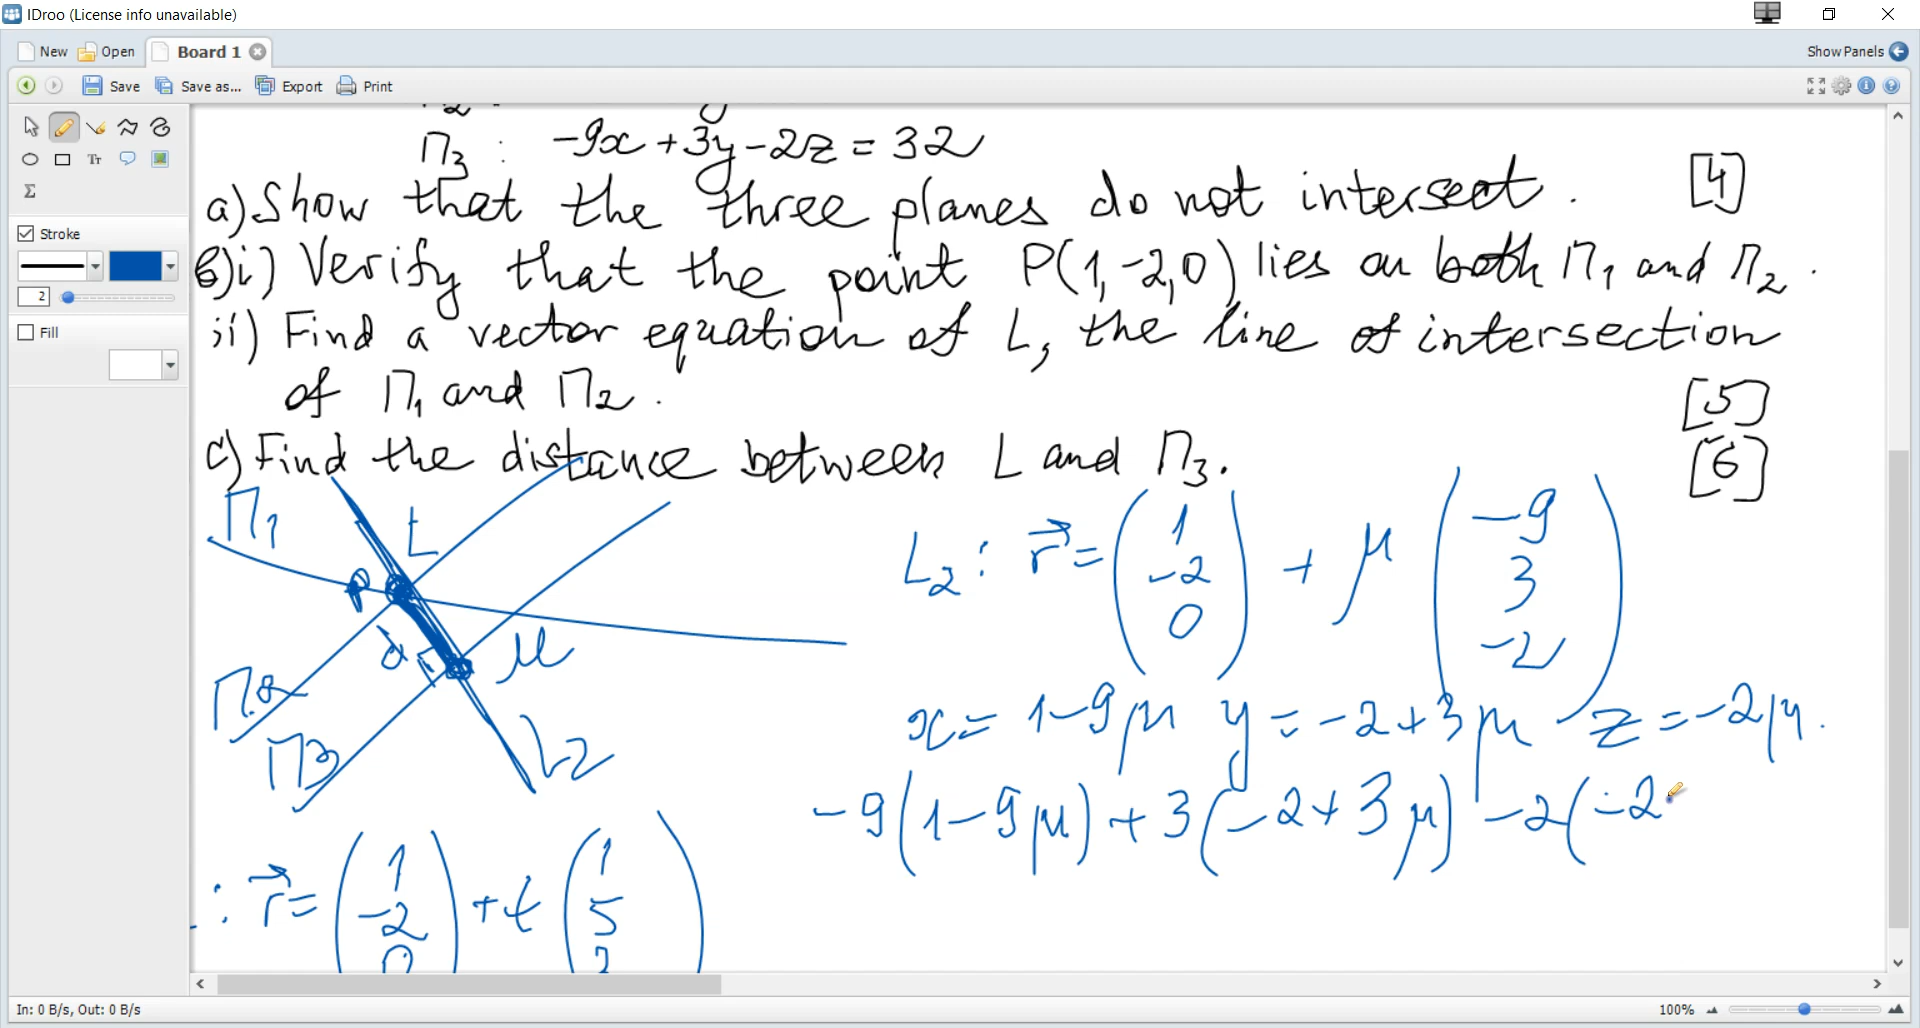 IDroo (License info unavailable)
New Open Board 1 Show Panels
Save Save as... Export Print
Π3 : -9x + 3y - 2z = 32
a) Show that the three planes do not intersect. [4]
b) i) Verify that the point P(1, -2, 0) lies on both Π1 and Π2.
ii) Find a vector equation of L, the line of intersection
of Π1 and Π2. [5]
c) Find the distance between L and Π3. [6]
Stroke
2
Fill
Tr
Σ
Π1 L
P
d μ
Π2
Π3 L2
L2 : r⃗ = (1 -2 0) + μ (-9 3 -2)
x = 1 - 9μ y = -2 + 3μ z = -2μ.
-9(1 - 9μ) + 3(-2 + 3μ) - 2(-2
: r⃗ = (1 -2 0) + t (1 5
In: 0 B/s, Out: 0 B/s 100%